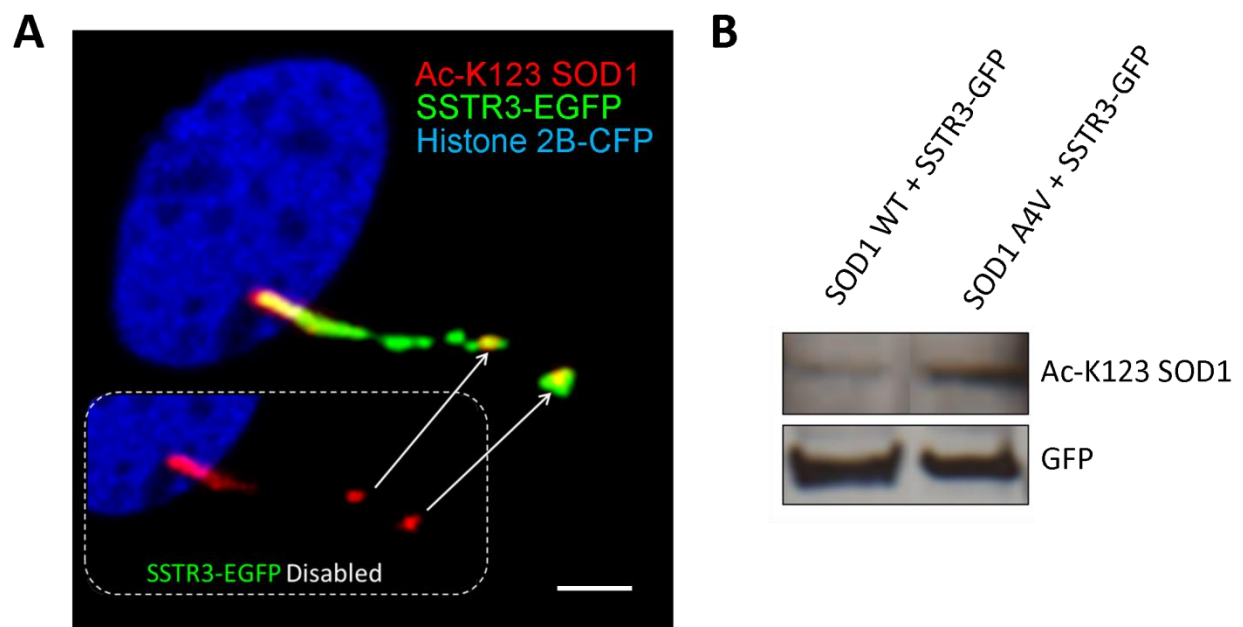 A
Ac-K123 SOD1
SSTR3-EGFP
Histone 2B-CFP
SSTR3-EGFP Disabled
B
SOD1 WT + SSTR3-GFP
SOD1 A4V + SSTR3-GFP
Ac-K123 SOD1
GFP